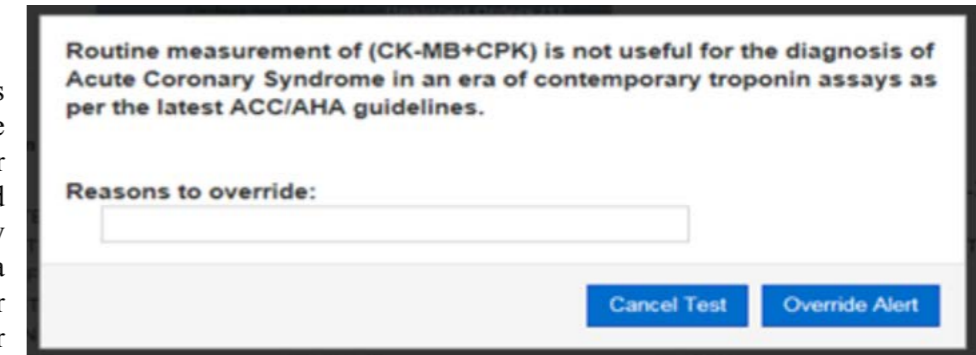 Routine measurement of (CK-MB+CPK) is not useful for the diagnosis of
Acute Coronary Syndrome in an era of contemporary troponin assays as
per the latest ACC/AHA guidelines.
Reasons to override:
Cancel Test
Override Alert